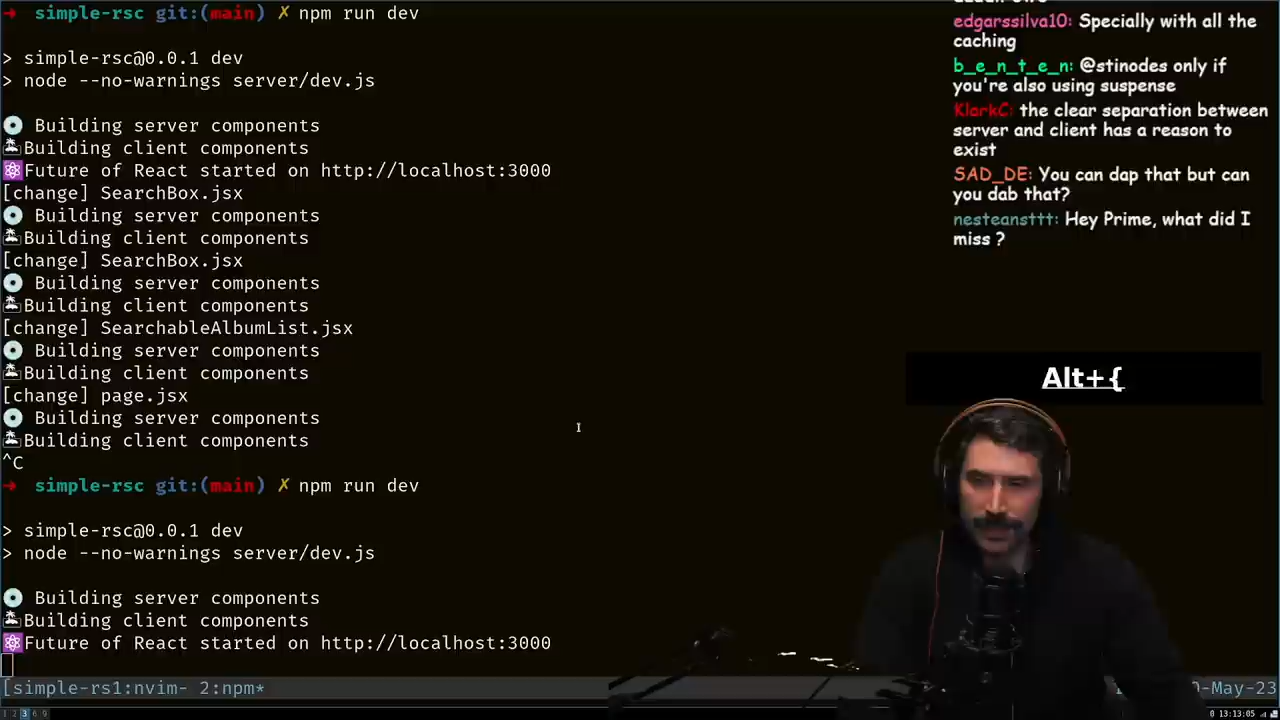 → simple-rsc git:(main) ✗ npm run dev
> simple-rsc@0.0.1 dev
> node --no-warnings server/dev.js
Building server components
Building client components
Future of React started on http://localhost:3000
[change] SearchBox.jsx
Building server components
Building client components
[change] SearchBox.jsx
Building server components
Building client components
[change] SearchableAlbumList.jsx
Building server components
Building client components
[change] page.jsx
Building server components
Building client components
^C
→ simple-rsc git:(main) ✗ npm run dev
> simple-rsc@0.0.1 dev
> node --no-warnings server/dev.js
Building server components
Building client components
Future of React started on http://localhost:3000
[simple-rs1:nvim- 2:npm*
-May-23
0 13:13:05
edgarssilva10: Specially with all the
caching
b_e_n_t_e_n: @stinodes only if
you're also using suspense
KlarkC: the clear separation between
server and client has a reason to
exist
SAD_DE: You can dap that but can
you dab that?
nesteansttt: Hey Prime, what did I
miss ?
Alt+{